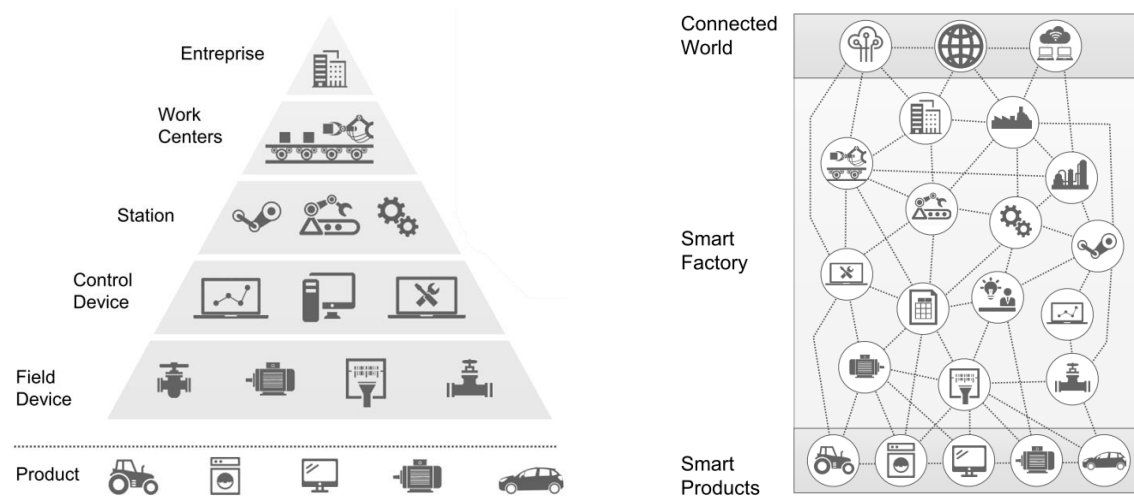 Entreprise
Work
Centers
Station
Control
Device
Field
Device
Product
Connected
World
Smart
Factory
Smart
Products